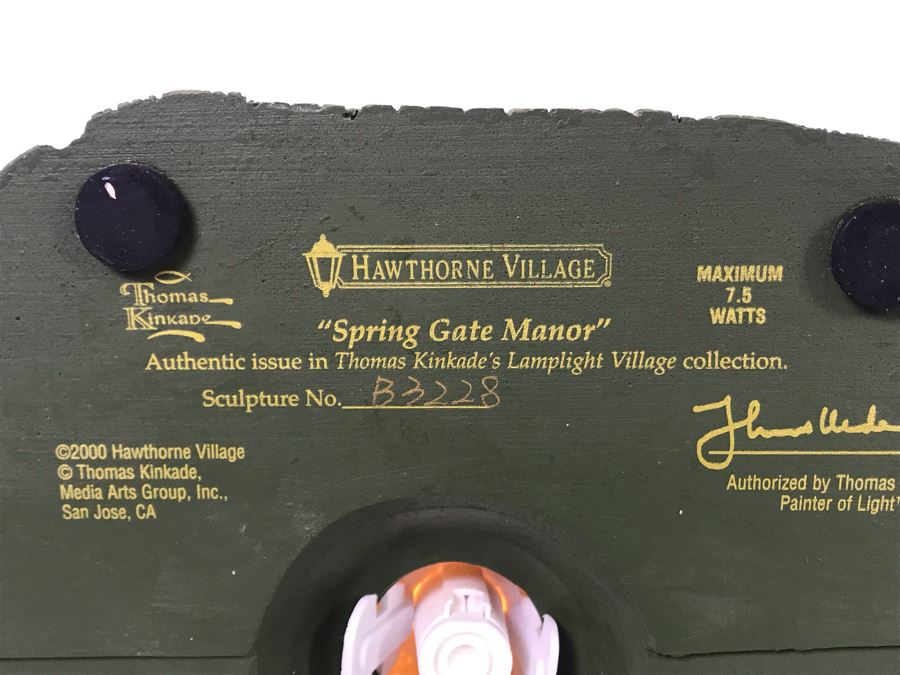 HAWTHORNE VILLAGE
Thomas
Kinkade
MAXIMUM
7.5
WATTS
"Spring Gate Manor"
Authentic issue in Thomas Kinkade's Lamplight Village collection.
Sculpture No. B3228
©2000 Hawthorne Village
© Thomas Kinkade,
Media Arts Group, Inc.,
San Jose, CA
Authorized by Thomas
Painter of Light™